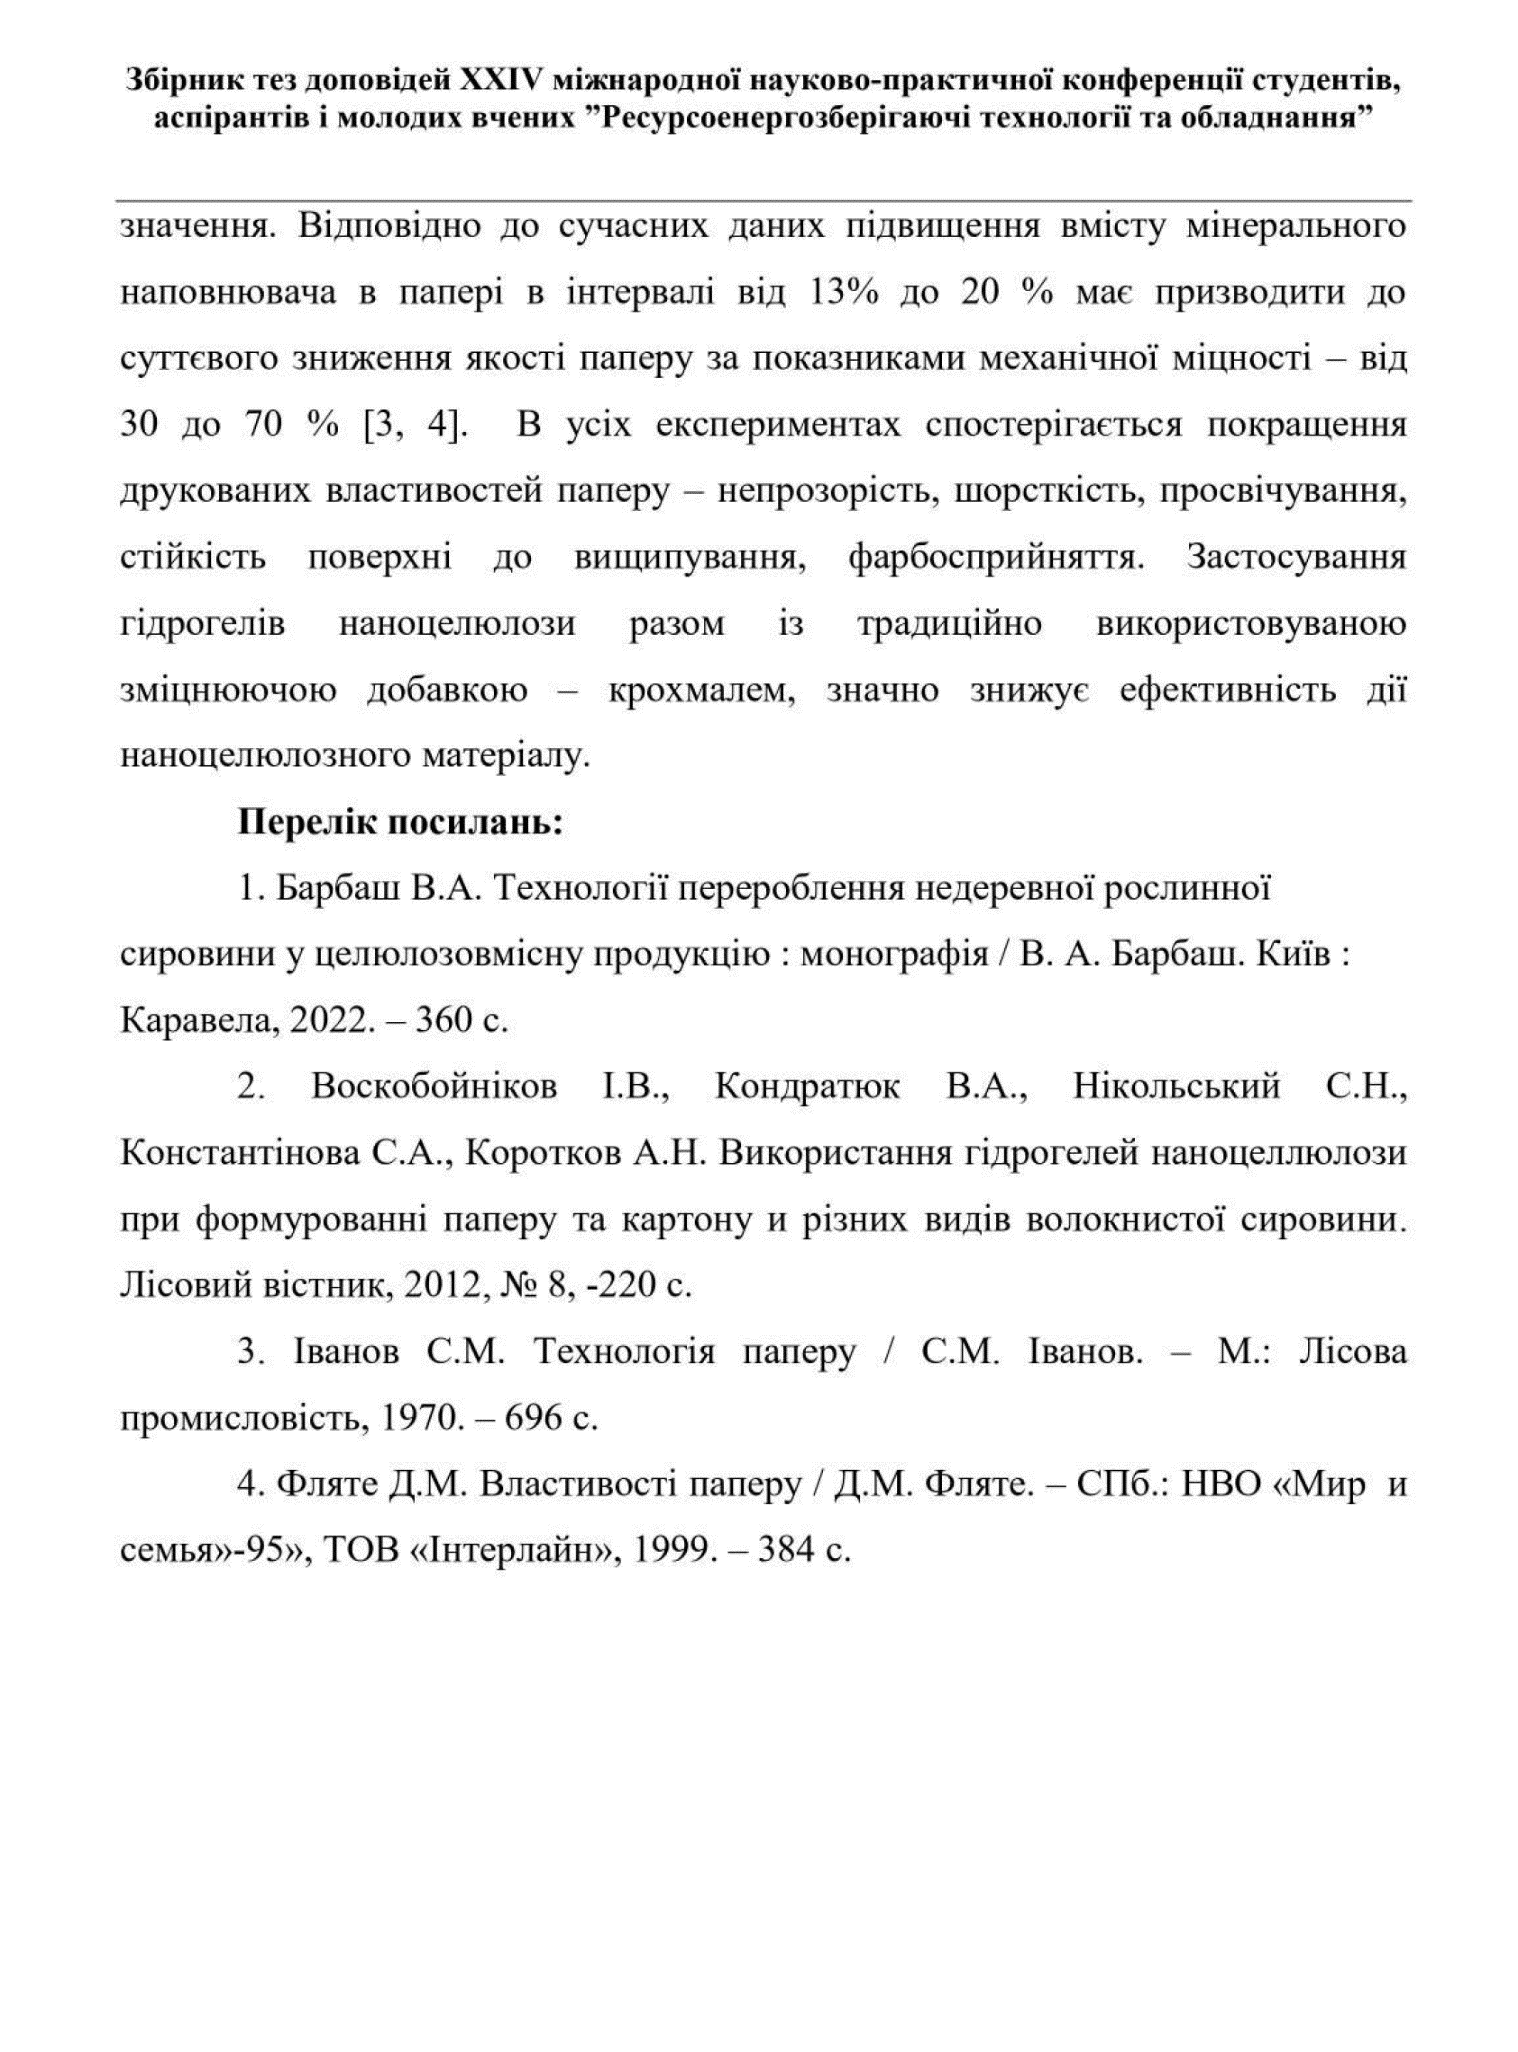 Збірник тез доповідей XXIV міжнародної науково-практичної конференції студентів,
аспірантів і молодих вчених ”Ресурсоенергозберігаючі технології та обладнання”
значення. Відповідно до сучасних даних підвищення вмісту мінерального
наповнювача в папері в інтервалі від 13% до 20 % має призводити до
суттєвого зниження якості паперу за показниками механічної міцності – від
30 до 70 % [3, 4]. В усіх експериментах спостерігається покращення
друкованих властивостей паперу – непрозорість, шорсткість, просвічування,
стійкість поверхні до вищипування, фарбосприйняття. Застосування
гідрогелів наноцелюлози разом із традиційно використовуваною
зміцнюючою добавкою – крохмалем, значно знижує ефективність дії
наноцелюлозного матеріалу.
Перелік посилань:
1. Барбаш В.А. Технології перероблення недеревної рослинної
сировини у целюлозовмісну продукцію : монографія / В. А. Барбаш. Київ :
Каравела, 2022. – 360 с.
2. Воскобойніков І.В., Кондратюк В.А., Нікольський С.Н.,
Константінова С.А., Коротков А.Н. Використання гідрогелей наноцеллюлози
при формурованні паперу та картону и різних видів волокнистої сировини.
Лісовий вістник, 2012, № 8, -220 с.
3. Іванов С.М. Технологія паперу / С.М. Іванов. – М.: Лісова
промисловість, 1970. – 696 с.
4. Фляте Д.М. Властивості паперу / Д.М. Фляте. – СПб.: НВО «Мир и
семья»-95», ТОВ «Інтерлайн», 1999. – 384 с.